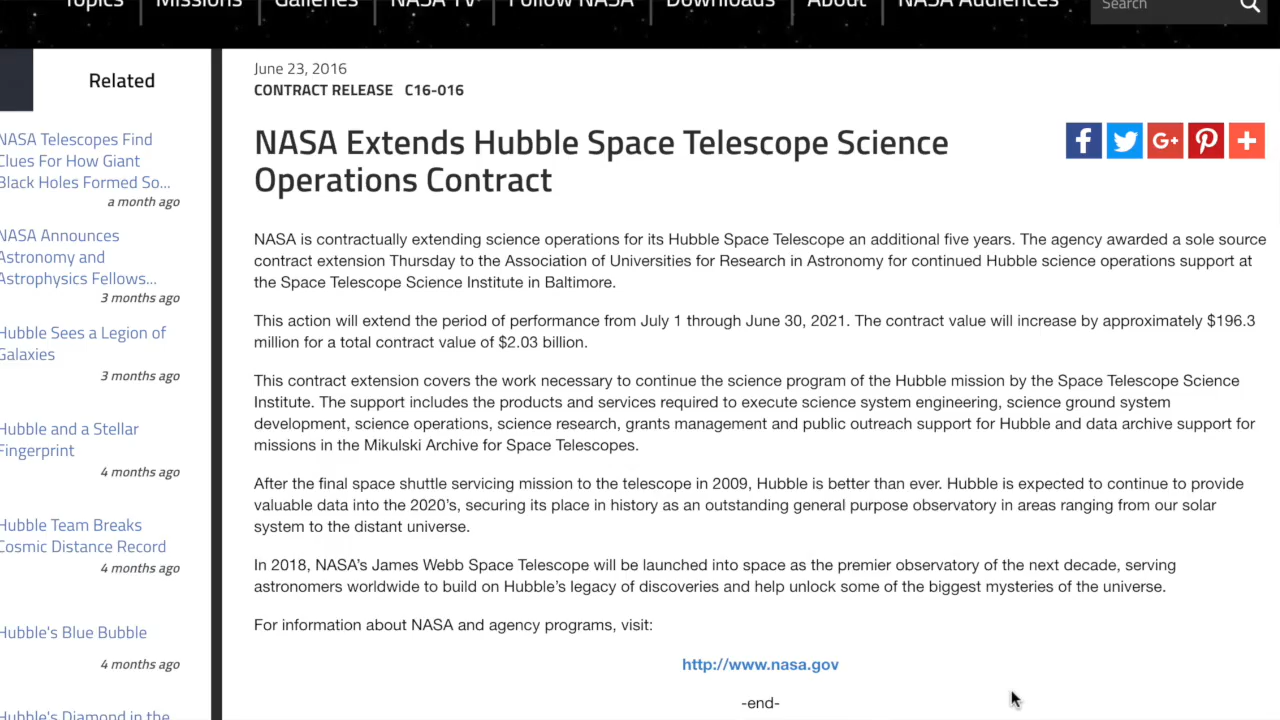 Topics Missions Galleries NASA TV Follow NASA Downloads About NASA Audiences Search
Related
NASA Telescopes Find
Clues For How Giant
Black Holes Formed So...
a month ago
NASA Announces
Astronomy and
Astrophysics Fellows...
3 months ago
Hubble Sees a Legion of
Galaxies
3 months ago
Hubble and a Stellar
Fingerprint
4 months ago
Hubble Team Breaks
Cosmic Distance Record
4 months ago
Hubble's Blue Bubble
4 months ago
Hubble's Diamond in the
June 23, 2016
CONTRACT RELEASE C16-016
NASA Extends Hubble Space Telescope Science
Operations Contract
NASA is contractually extending science operations for its Hubble Space Telescope an additional five years. The agency awarded a sole source
contract extension Thursday to the Association of Universities for Research in Astronomy for continued Hubble science operations support at
the Space Telescope Science Institute in Baltimore.
This action will extend the period of performance from July 1 through June 30, 2021. The contract value will increase by approximately $196.3
million for a total contract value of $2.03 billion.
This contract extension covers the work necessary to continue the science program of the Hubble mission by the Space Telescope Science
Institute. The support includes the products and services required to execute science system engineering, science ground system
development, science operations, science research, grants management and public outreach support for Hubble and data archive support for
missions in the Mikulski Archive for Space Telescopes.
After the final space shuttle servicing mission to the telescope in 2009, Hubble is better than ever. Hubble is expected to continue to provide
valuable data into the 2020's, securing its place in history as an outstanding general purpose observatory in areas ranging from our solar
system to the distant universe.
In 2018, NASA's James Webb Space Telescope will be launched into space as the premier observatory of the next decade, serving
astronomers worldwide to build on Hubble's legacy of discoveries and help unlock some of the biggest mysteries of the universe.
For information about NASA and agency programs, visit:
http://www.nasa.gov
-end-